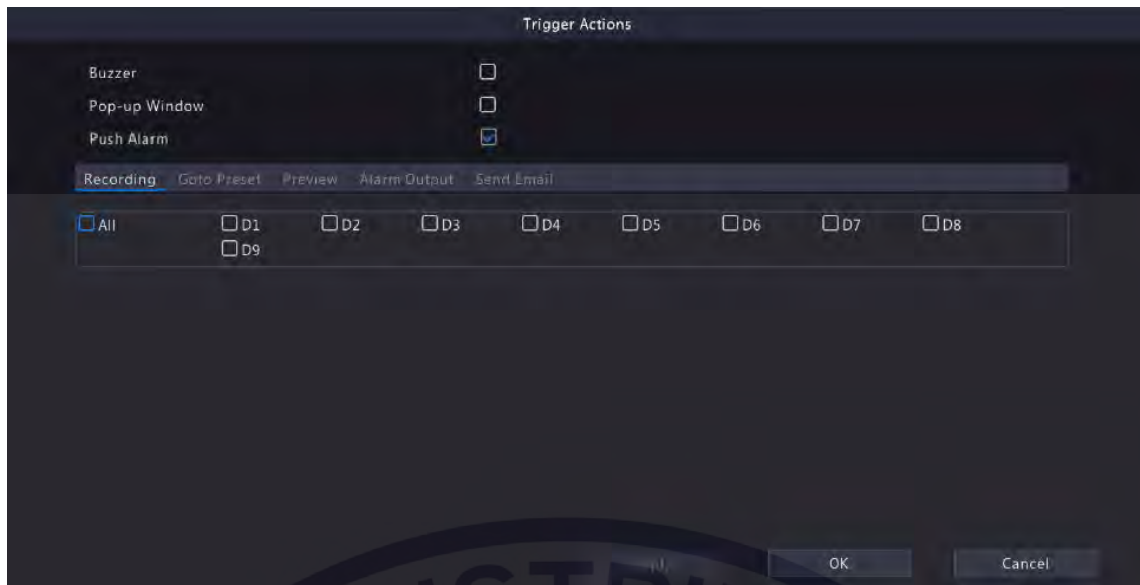 Trigger Actions
Buzzer
Pop-up Window
Push Alarm
Recording Goto Preset Preview Alarm Output Send Email
All D1 D2 D3 D4 D5 D6 D7 D8
D9
OK Cancel